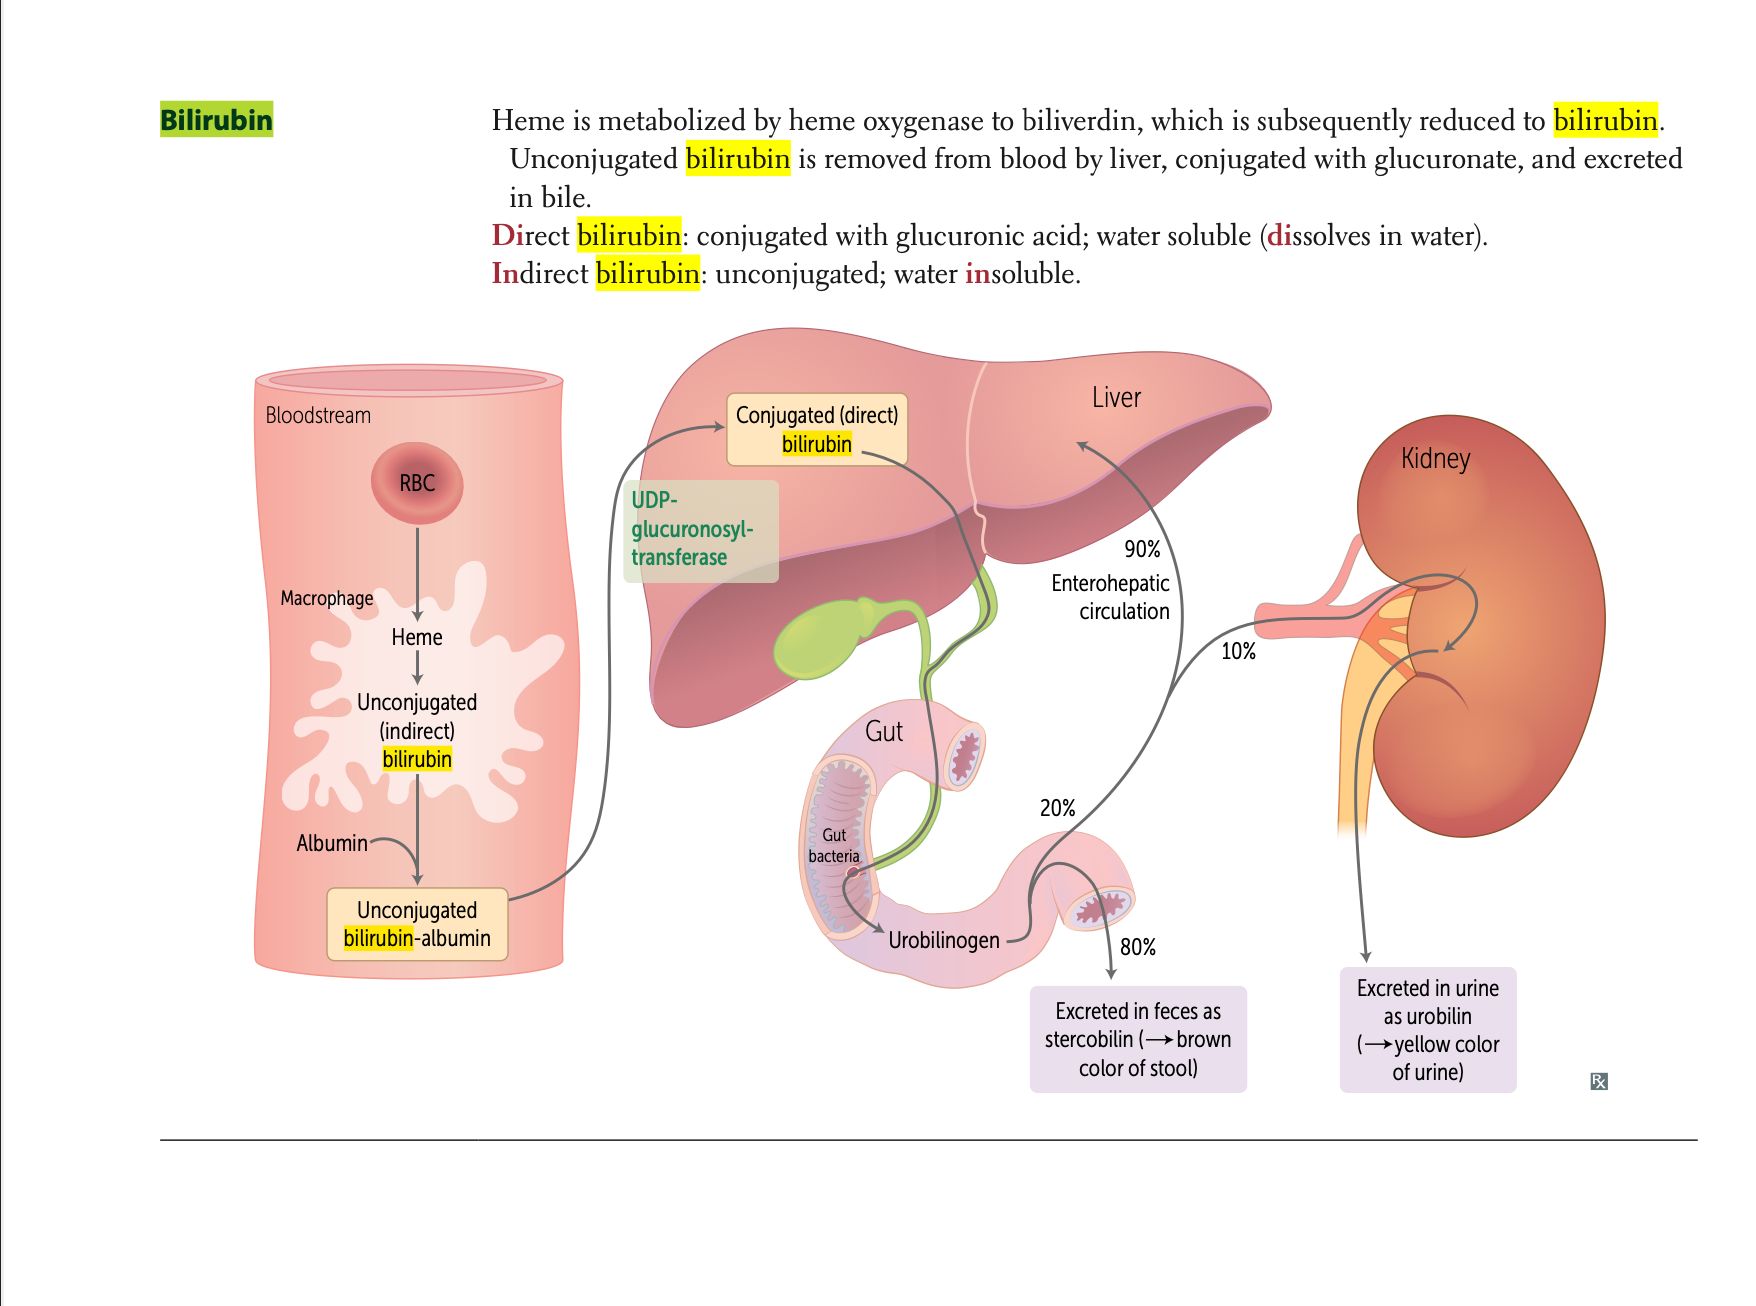 Bilirubin
Heme is metabolized by heme oxygenase to biliverdin, which is subsequently reduced to bilirubin.
Unconjugated bilirubin is removed from blood by liver, conjugated with glucuronate, and excreted
in bile.
Direct bilirubin: conjugated with glucuronic acid; water soluble (dissolves in water).
Indirect bilirubin: unconjugated; water insoluble.
Bloodstream
RBC
Macrophage
Heme
Unconjugated
(indirect)
bilirubin
Albumin
Unconjugated
bilirubin-albumin
Conjugated (direct)
bilirubin
UDP-
glucuronosyl-
transferase
Liver
90%
Enterohepatic
circulation
Kidney
10%
Gut
Gut
bacteria
20%
Urobilinogen
80%
Excreted in feces as
stercobilin (→brown
color of stool)
Excreted in urine
as urobilin
(→yellow color
of urine)
Rx